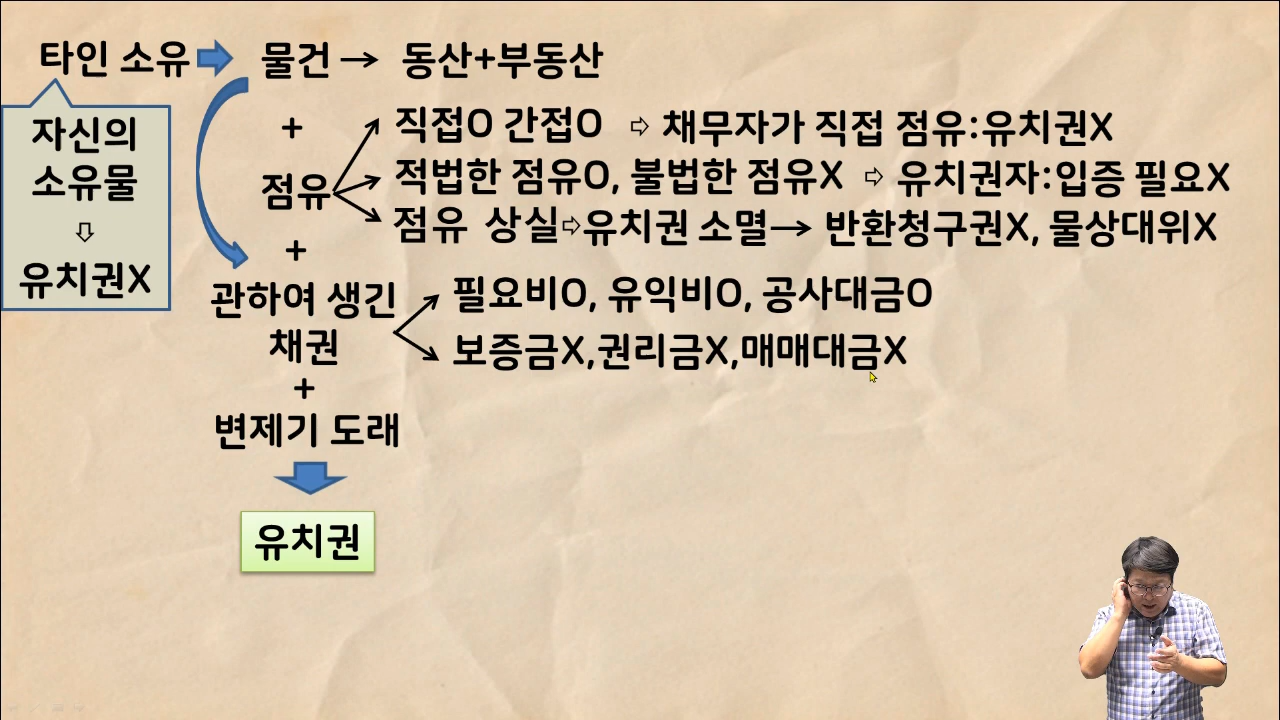 타인 소유 ➡ 물건 → 동산+부동산
자신의
소유물
⇩
유치권X
+
점유
직접O 간접O ⇨ 채무자가 직접 점유:유치권X
적법한 점유O, 불법한 점유X ⇨ 유치권자:입증 필요X
점유 상실⇨유치권 소멸→ 반환청구권X, 물상대위X
+
관하여 생긴
채권
필요비O, 유익비O, 공사대금O
보증금X,권리금X,매매대금X
+
변제기 도래
유치권